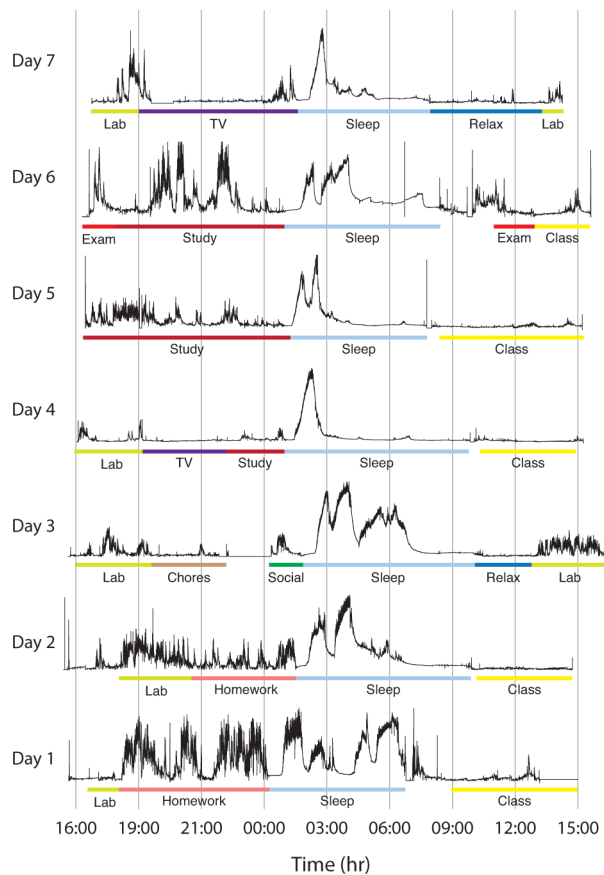 Day 7
Lab TV Sleep Relax Lab
Day 6
Exam Study Sleep Exam Class
Day 5
Study Sleep Class
Day 4
Lab TV Study Sleep Class
Day 3
Lab Chores Social Sleep Relax Lab
Day 2
Lab Homework Sleep Class
Day 1
Lab Homework Sleep Class
16:00 19:00 21:00 00:00 03:00 06:00 09:00 12:00 15:00
Time (hr)